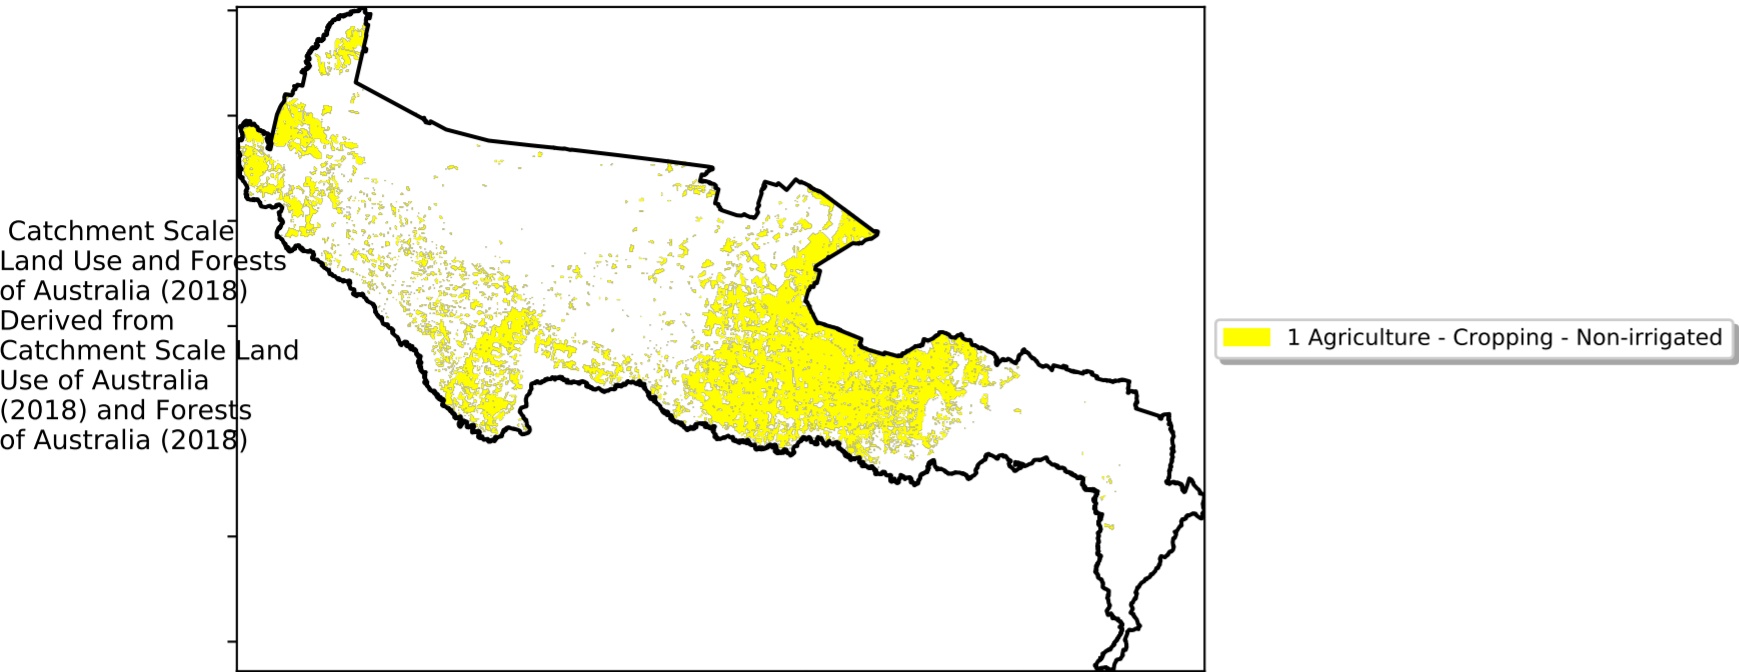 Catchment Scale
Land Use and Forests
of Australia (2018)
Derived from
Catchment Scale Land
Use of Australia
(2018) and Forests
of Australia (2018)
1 Agriculture - Cropping - Non-irrigated